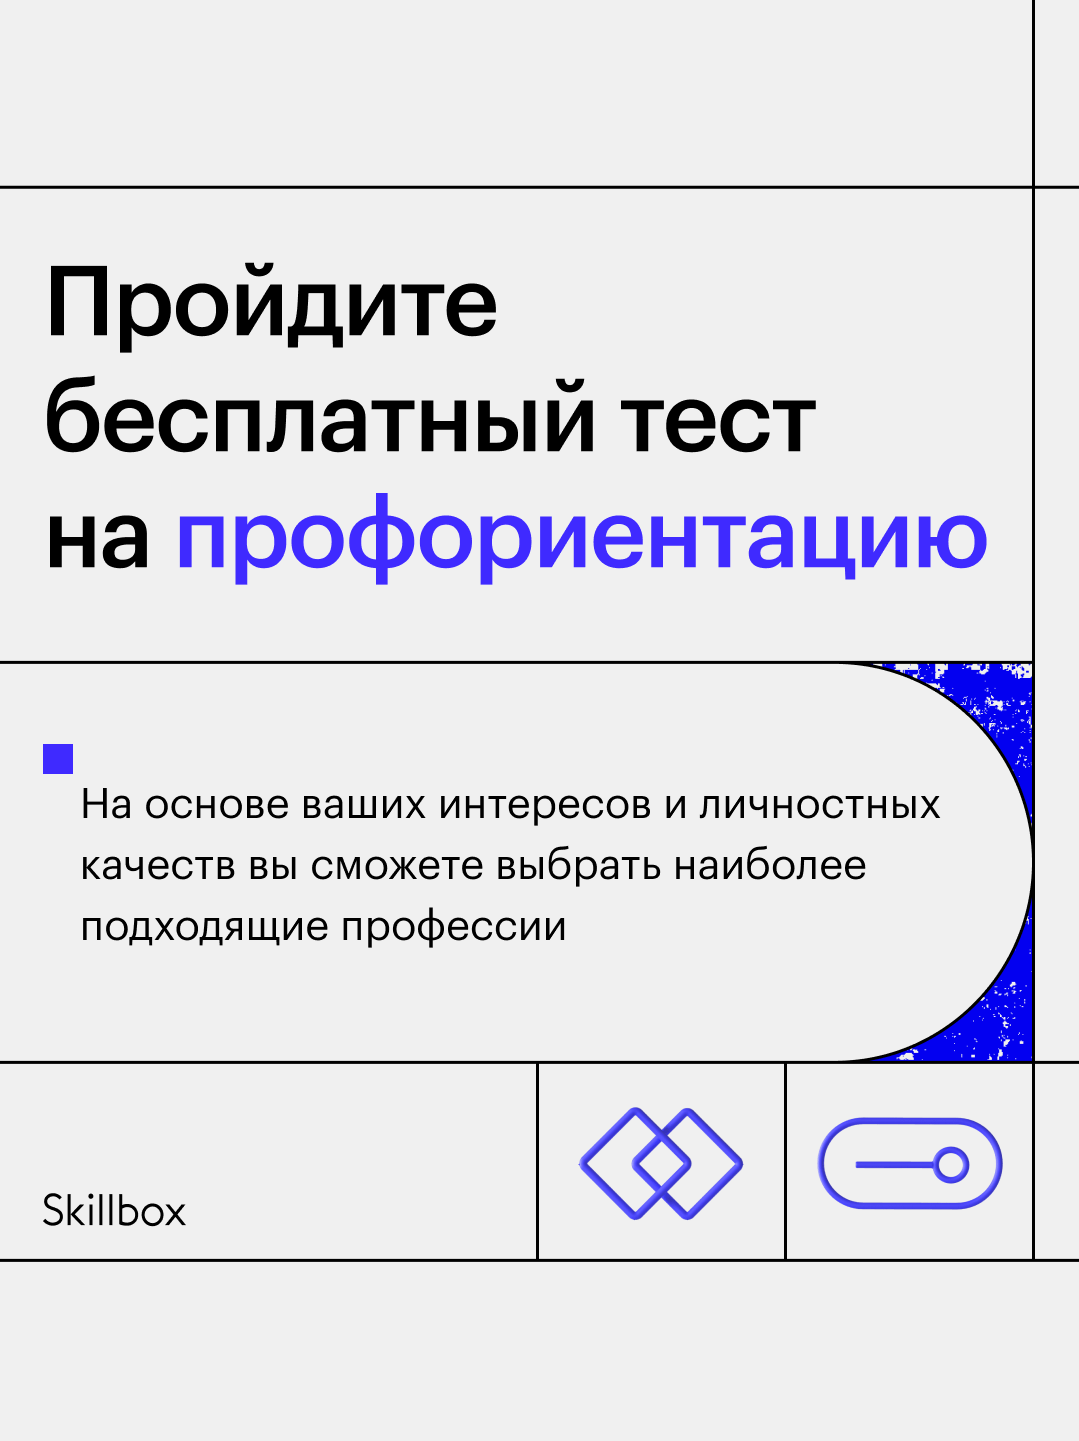 Пройдите
бесплатный тест
на профориентацию
На основе ваших интересов и личностных
качеств вы сможете выбрать наиболее
подходящие профессии
Skillbox